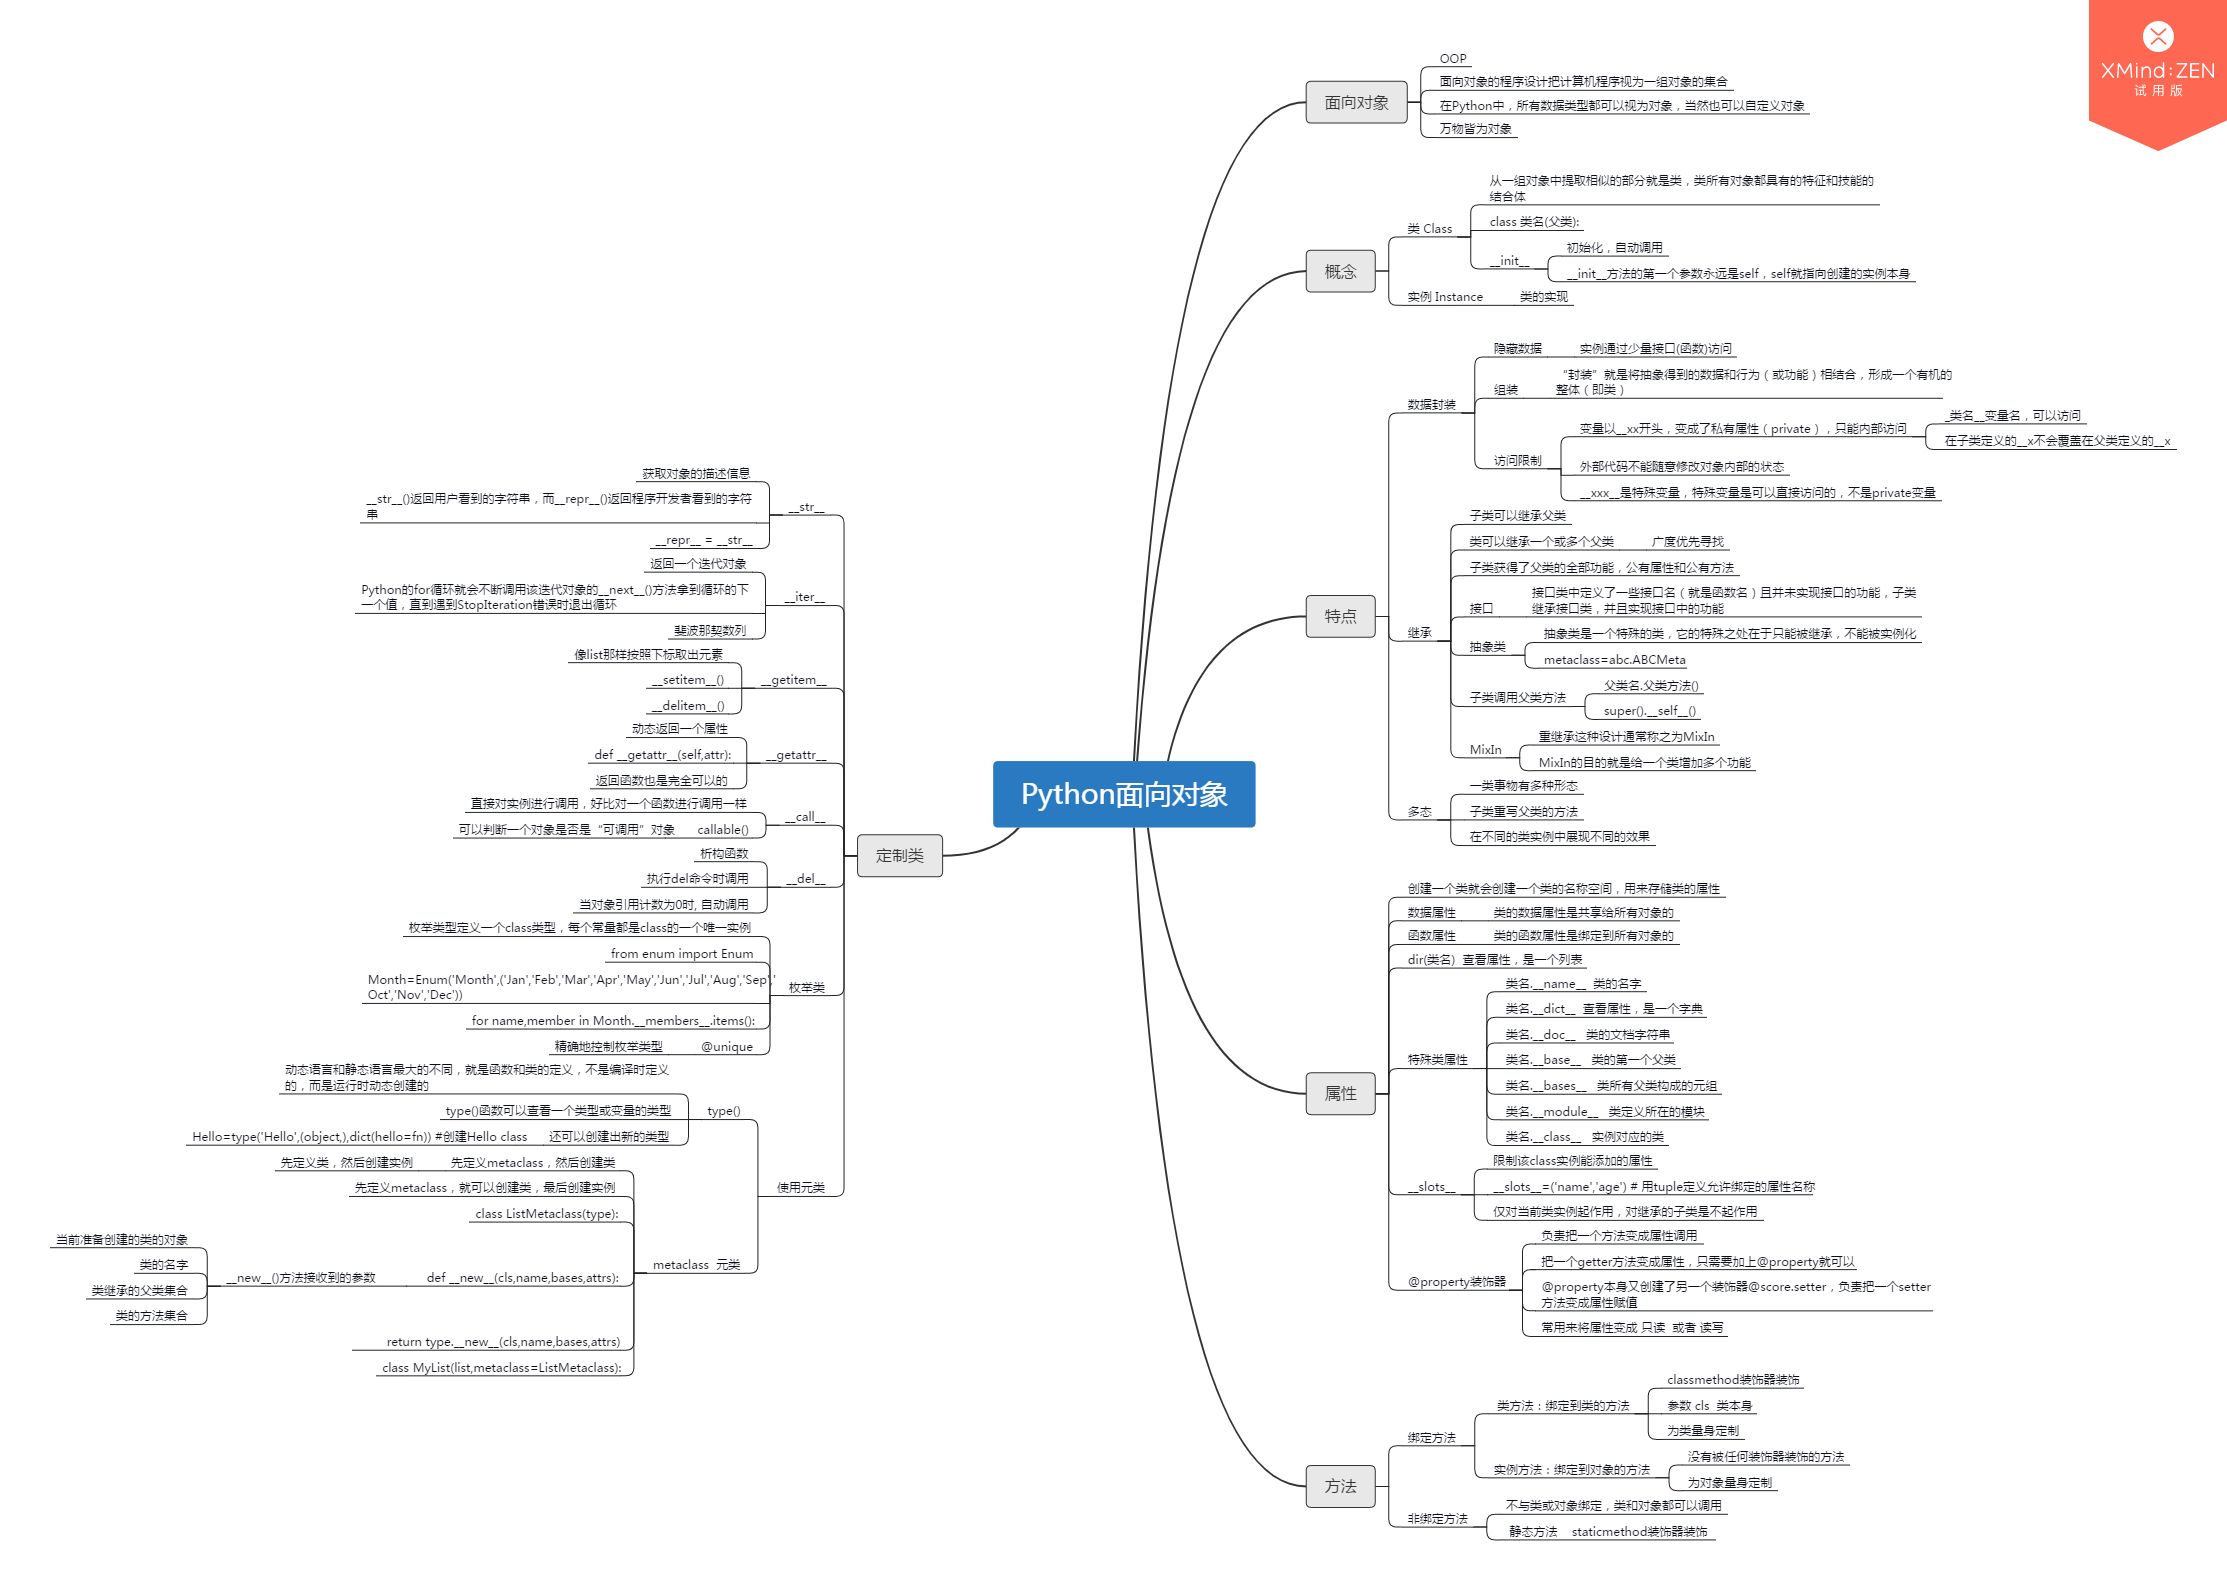 XMind:ZEN
试用版
Python面向对象
面向对象
OOP
面向对象的程序设计把计算机程序视为一组对象的集合
在Python中，所有数据类型都可以视为对象，当然也可以自定义对象
万物皆为对象
概念
类 Class
从一组对象中提取相似的部分就是类，类所有对象都具有的特征和技能的
结合体
class 类名(父类):
__init__
初始化，自动调用
__init__方法的第一个参数永远是self，self就指向创建的实例本身
实例 Instance
类的实现
特点
数据封装
隐藏数据
实例通过少量接口(函数)访问
组装
“封装”就是将抽象得到的数据和行为（或功能）相结合，形成一个有机的
整体（即类）
访问限制
变量以__xx开头，变成了私有属性（private），只能内部访问
_类名__变量名，可以访问
在子类定义的__x不会覆盖在父类定义的__x
外部代码不能随意修改对象内部的状态
__xxx__是特殊变量，特殊变量是可以直接访问的，不是private变量
继承
子类可以继承父类
类可以继承一个或多个父类
广度优先寻找
子类获得了父类的全部功能，公有属性和公有方法
接口
接口类中定义了一些接口名（就是函数名）且并未实现接口的功能，子类
继承接口类，并且实现接口中的功能
抽象类
抽象类是一个特殊的类，它的特殊之处在于只能被继承，不能被实例化
metaclass=abc.ABCMeta
子类调用父类方法
父类名.父类方法()
super().__self__()
MixIn
重继承这种设计通常称之为MixIn
MixIn的目的就是给一个类增加多个功能
多态
一类事物有多种形态
子类重写父类的方法
在不同的类实例中展现不同的效果
属性
创建一个类就会创建一个类的名称空间，用来存储类的属性
数据属性
类的数据属性是共享给所有对象的
函数属性
类的函数属性是绑定到所有对象的
dir(类名) 查看属性，是一个列表
特殊类属性
类名.__name__ 类的名字
类名.__dict__ 查看属性，是一个字典
类名.__doc__ 类的文档字符串
类名.__base__ 类的第一个父类
类名.__bases__ 类所有父类构成的元组
类名.__module__ 类定义所在的模块
类名.__class__ 实例对应的类
__slots__
限制该class实例能添加的属性
__slots__=('name','age') # 用tuple定义允许绑定的属性名称
仅对当前类实例起作用，对继承的子类是不起作用
@property装饰器
负责把一个方法变成属性调用
把一个getter方法变成属性，只需要加上@property就可以
@property本身又创建了另一个装饰器@score.setter，负责把一个setter
方法变成属性赋值
常用来将属性变成 只读 或者 读写
方法
绑定方法
类方法：绑定到类的方法
classmethod装饰器装饰
参数 cls 类本身
为类量身定制
实例方法：绑定到对象的方法
没有被任何装饰器装饰的方法
为对象量身定制
非绑定方法
不与类或对象绑定，类和对象都可以调用
静态方法 staticmethod装饰器装饰
定制类
__str__
获取对象的描述信息
__str__()返回用户看到的字符串，而__repr__()返回程序开发者看到的字符
串
__repr__ = __str__
__iter__
返回一个迭代对象
Python的for循环就会不断调用该迭代对象的__next__()方法拿到循环的下
一个值，直到遇到StopIteration错误时退出循环
斐波那契数列
__getitem__
像list那样按照下标取出元素
__setitem__()
__delitem__()
__getattr__
动态返回一个属性
def __getattr__(self,attr):
返回函数也是完全可以的
__call__
直接对实例进行调用，好比对一个函数进行调用一样
callable()
可以判断一个对象是否是“可调用”对象
__del__
析构函数
执行del命令时调用
当对象引用计数为0时, 自动调用
枚举类
枚举类型定义一个class类型，每个常量都是class的一个唯一实例
from enum import Enum
Month=Enum('Month',('Jan','Feb','Mar','Apr','May','Jun','Jul','Aug','Sep','
Oct','Nov','Dec'))
for name,member in Month.__members__.items():
@unique
精确地控制枚举类型
使用元类
type()
动态语言和静态语言最大的不同，就是函数和类的定义，不是编译时定义
的，而是运行时动态创建的
type()函数可以查看一个类型或变量的类型
还可以创建出新的类型
Hello=type('Hello',(object,),dict(hello=fn)) #创建Hello class
metaclass 元类
先定义metaclass，然后创建类
先定义类，然后创建实例
先定义metaclass，就可以创建类，最后创建实例
class ListMetaclass(type):
def __new__(cls,name,bases,attrs):
__new__()方法接收到的参数
当前准备创建的类的对象
类的名字
类继承的父类集合
类的方法集合
return type.__new__(cls,name,bases,attrs)
class MyList(list,metaclass=ListMetaclass):